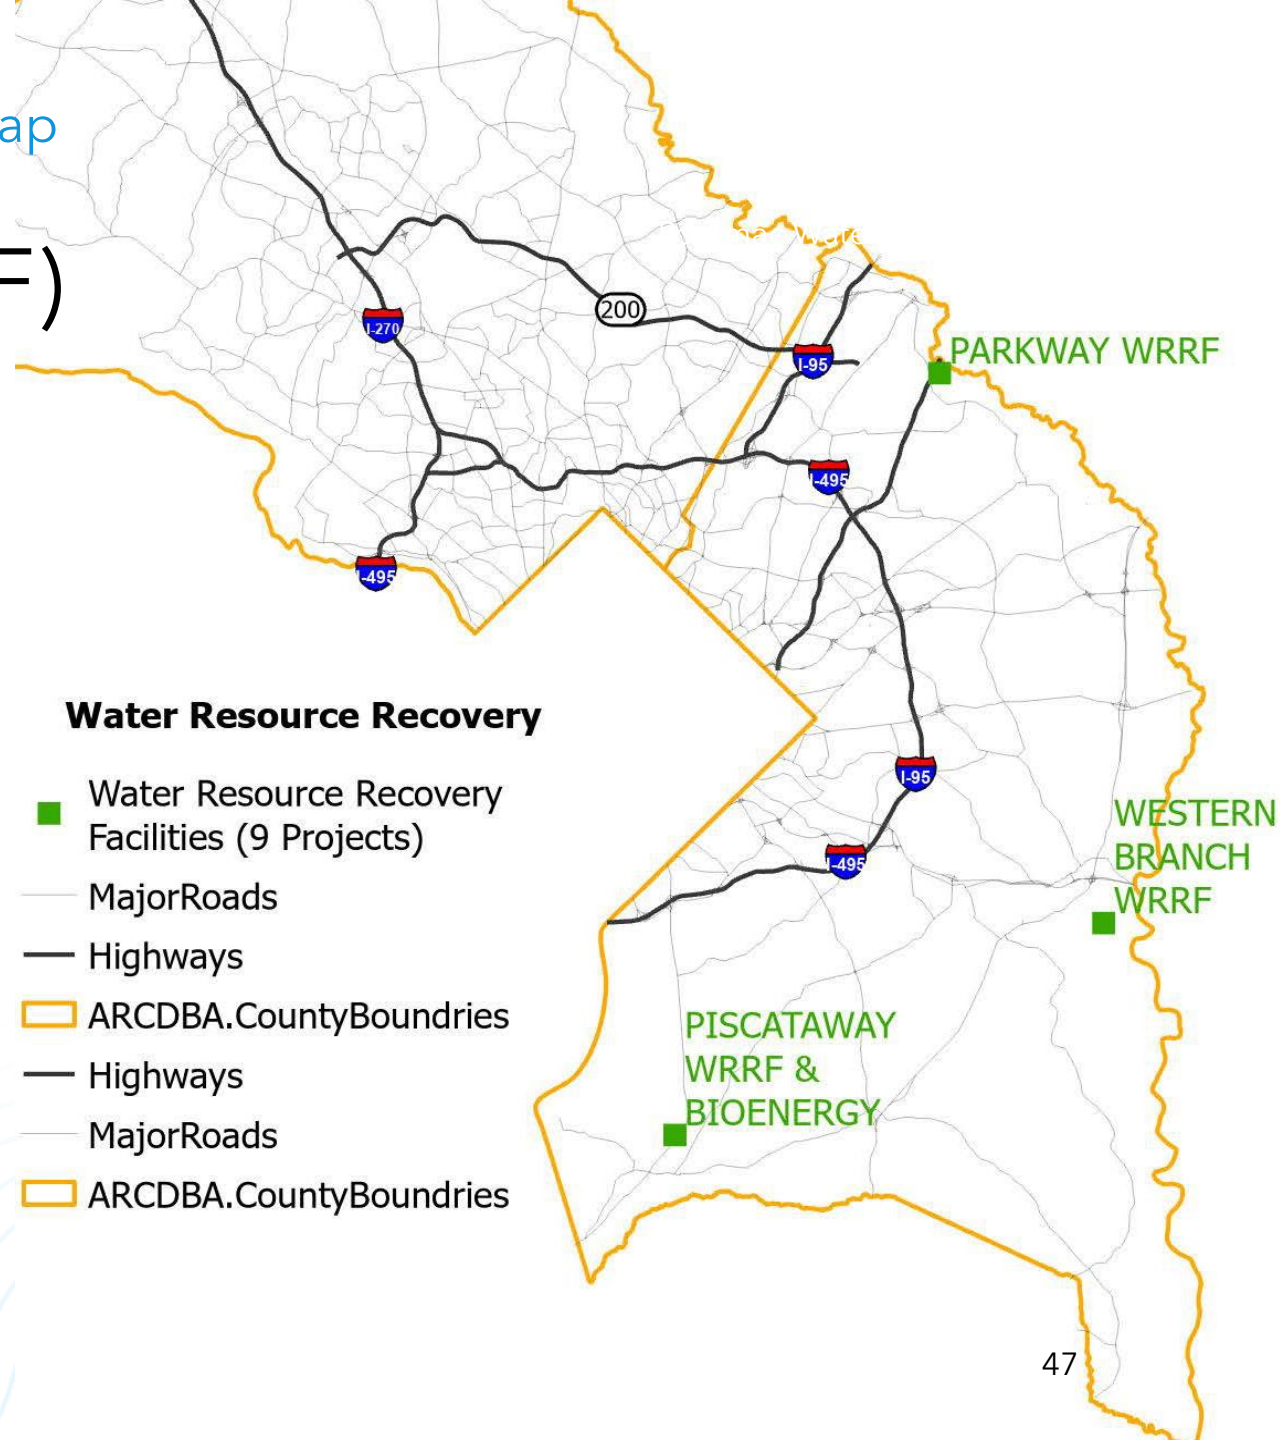 ap
F)
200
I-270
I-95
PARKWAY WRRF
I-495
I-495
Water Resource Recovery
Water Resource Recovery
Facilities (9 Projects)
MajorRoads
Highways
ARCDBA.CountyBoundries
Highways
MajorRoads
ARCDBA.CountyBoundries
I-95
I-495
WESTERN
BRANCH
WRRF
PISCATAWAY
WRRF &
BIOENERGY
47